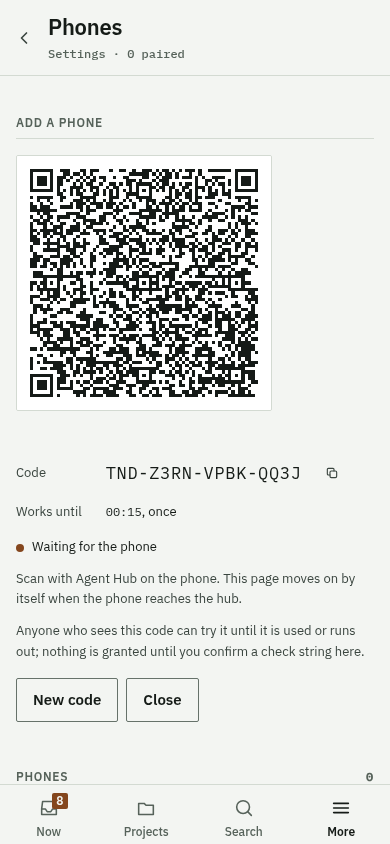 Phones
Settings · 0 paired
ADD A PHONE
Code TND-Z3RN-VPBK-QQ3J
Works until 00:15, once
Waiting for the phone
Scan with Agent Hub on the phone. This page moves on by
itself when the phone reaches the hub.
Anyone who sees this code can try it until it is used or runs
out; nothing is granted until you confirm a check string here.
New code Close
PHONES 0
8
Now Projects Search More